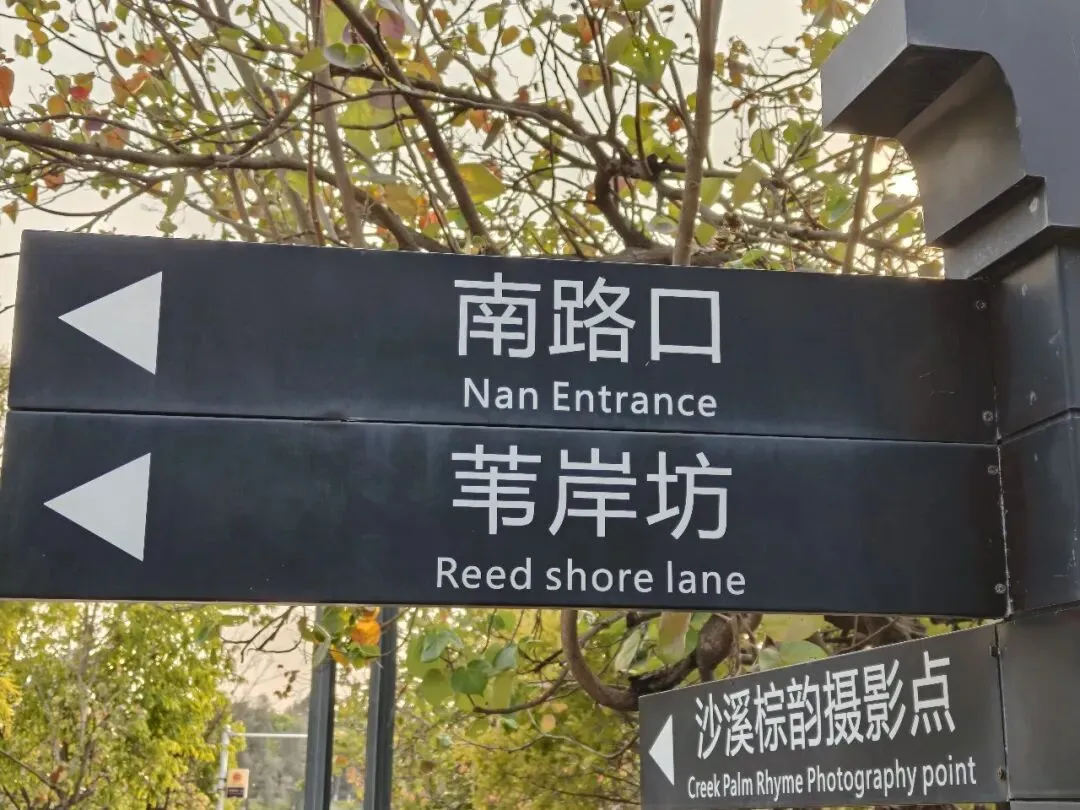 南路口
Nan Entrance
苇岸坊
Reed shore lane
沙溪棕韵摄影点
Creek Palm Rhyme Photography point